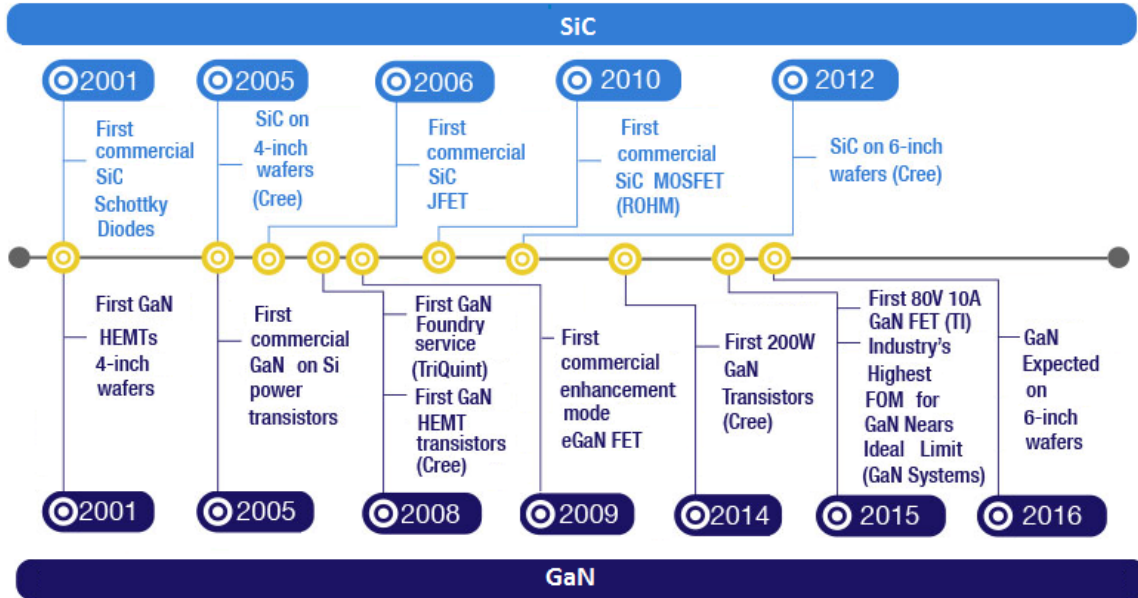 SiC
2001
First
commercial
SiC
Schottky
Diodes
2005
SiC on
4-inch
wafers
(Cree)
2006
First
commercial
SiC
JFET
2010
First
commercial
SiC MOSFET
(ROHM)
2012
SiC on 6-inch
wafers (Cree)
First GaN
HEMTs
4-inch
wafers
2001
First
commercial
GaN on Si
power
transistors
2005
First GaN
Foundry
service
(TriQuint)
First GaN
HEMT
transistors
(Cree)
2008
First
commercial
enhancement
mode
eGaN FET
2009
First 200W
GaN
Transistors
(Cree)
2014
First 80V 10A
GaN FET (TI)
Industry's
Highest
FOM for
GaN Nears
Ideal Limit
(GaN Systems)
2015
GaN
Expected
on
6-inch
wafers
2016
GaN